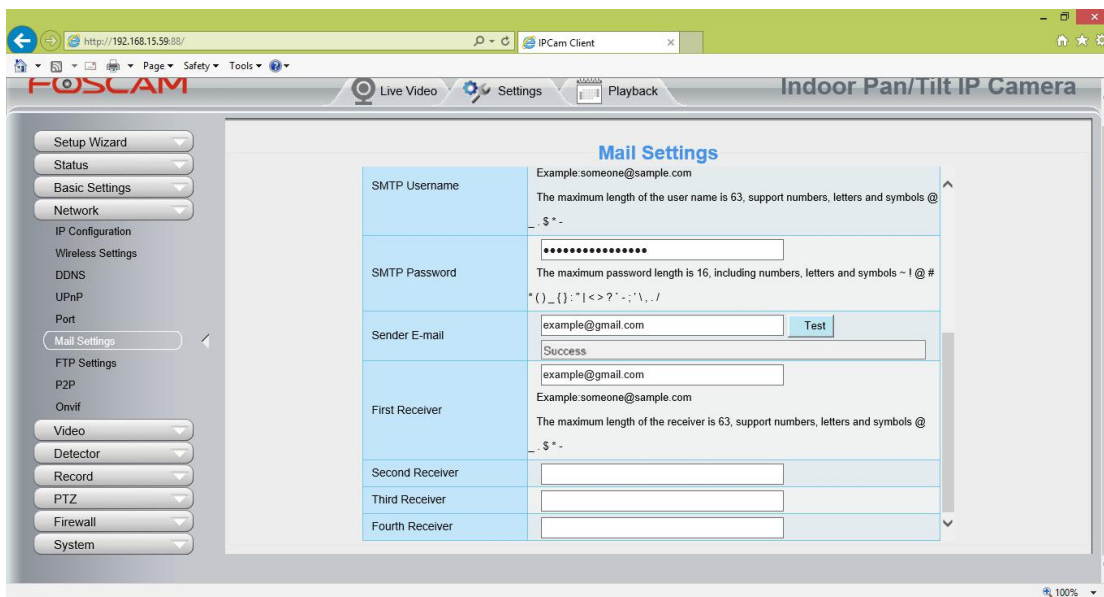 http://192.168.15.59:88/
IPCam Client
Page Safety Tools
FOSCAM
Live Video
Settings
Playback
Indoor Pan/Tilt IP Camera
Setup Wizard
Status
Basic Settings
Network
IP Configuration
Wireless Settings
DDNS
UPnP
Port
Mail Settings
FTP Settings
P2P
Onvif
Video
Detector
Record
PTZ
Firewall
System
Mail Settings
SMTP Username
Example:someone@sample.com
The maximum length of the user name is 63, support numbers, letters and symbols @
_ . $ * -
SMTP Password
••••••••••••••••
The maximum password length is 16, including numbers, letters and symbols ~ ! @ #
* ( ) _ { } : " | < > ? ` - ; ' \ , . /
Sender E-mail
example@gmail.com
Test
Success
First Receiver
example@gmail.com
Example:someone@sample.com
The maximum length of the receiver is 63, support numbers, letters and symbols @
_ . $ * -
Second Receiver
Third Receiver
Fourth Receiver
100%